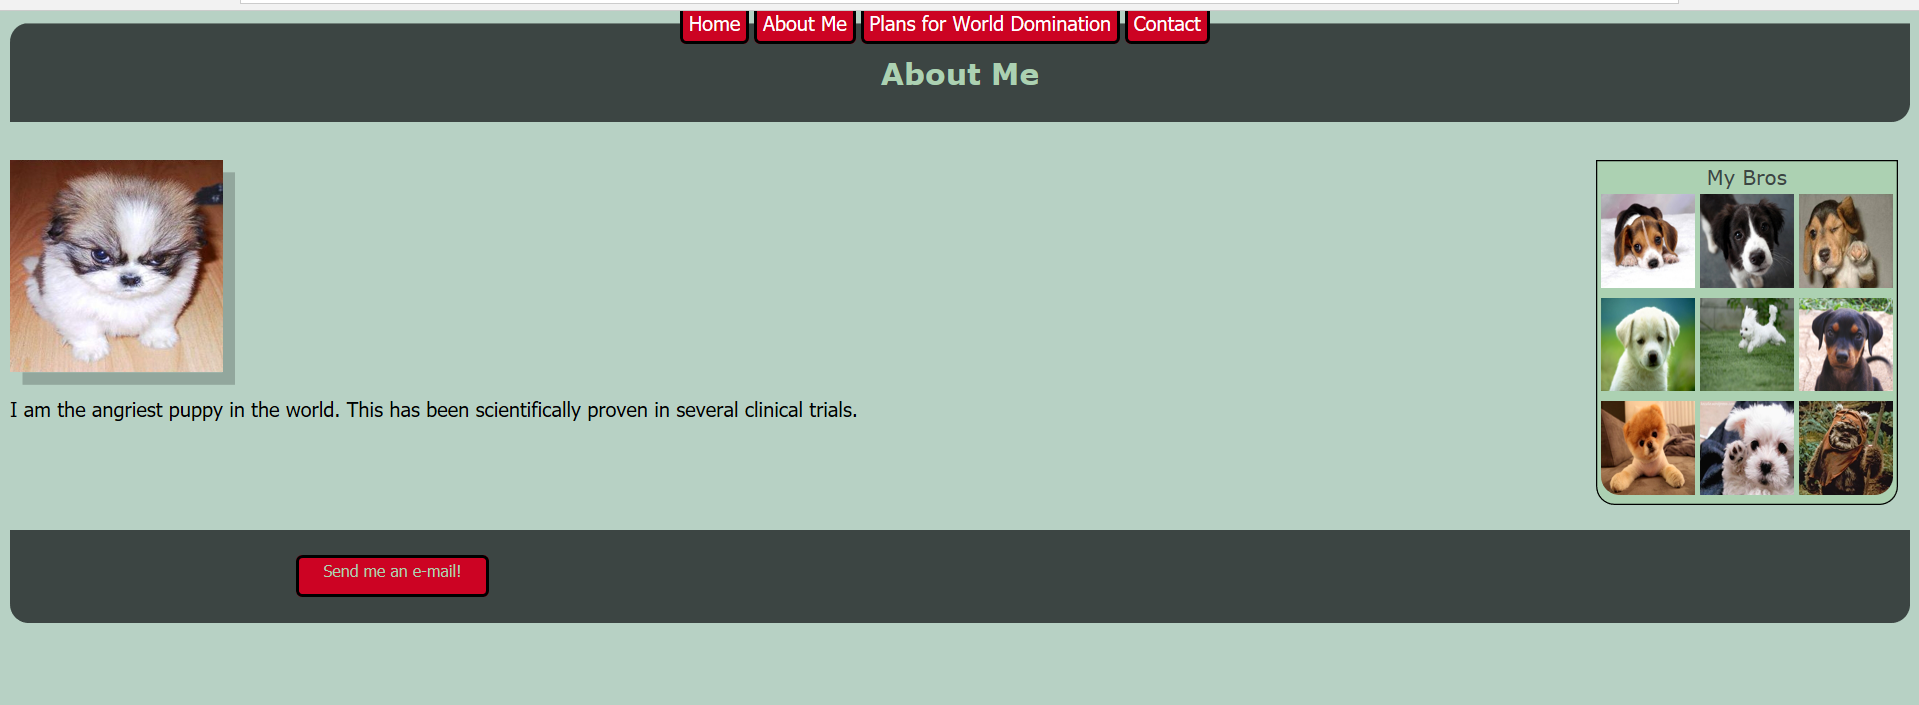 Home About Me Plans for World Domination Contact
About Me
My Bros
I am the angriest puppy in the world. This has been scientifically proven in several clinical trials.
Send me an e-mail!